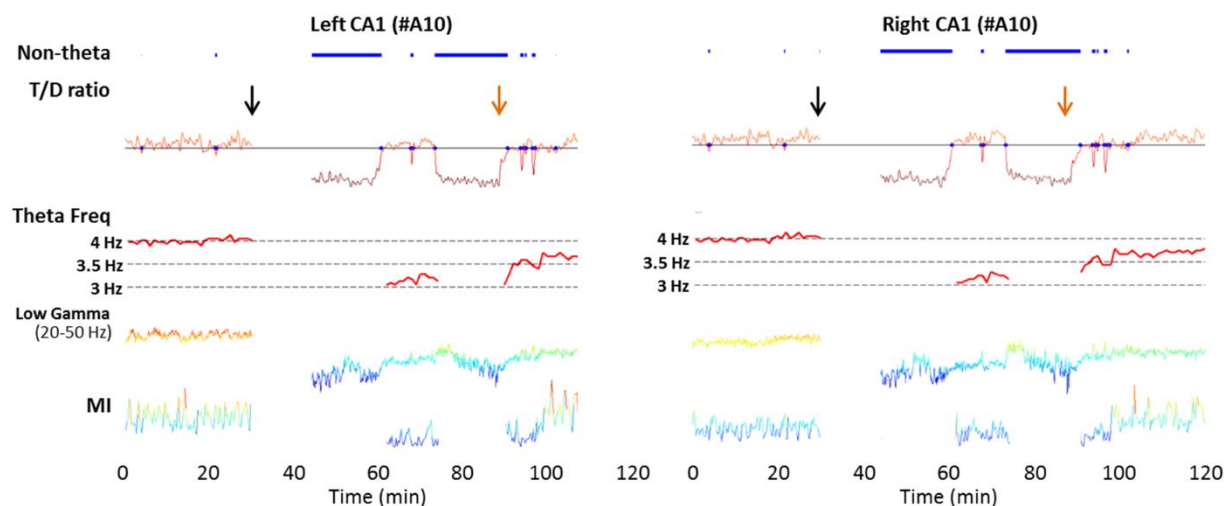 Left CA1 (#A10)
Right CA1 (#A10)
Non-theta
T/D ratio
Theta Freq
4 Hz
3.5 Hz
3 Hz
4 Hz
3.5 Hz
3 Hz
Low Gamma
(20-50 Hz)
MI
0 20 40 60 80 100 120
0 20 40 60 80 100 120
Time (min)
Time (min)